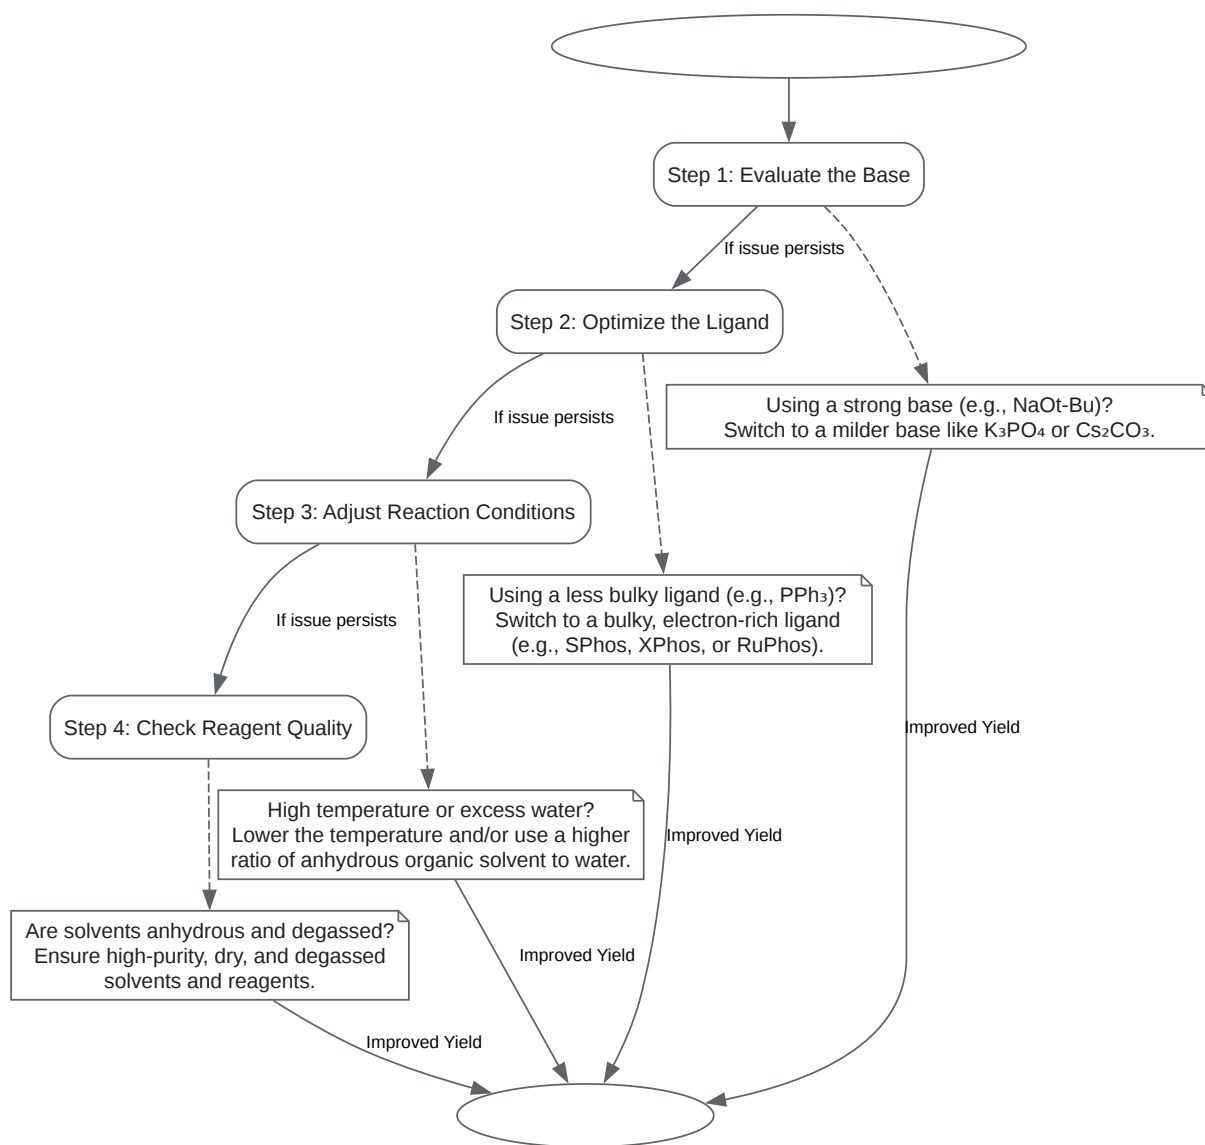 Step 1: Evaluate the Base
If issue persists
Step 2: Optimize the Ligand
Using a strong base (e.g., NaOt-Bu)?
Switch to a milder base like K₃PO₄ or Cs₂CO₃.
If issue persists
Step 3: Adjust Reaction Conditions
Using a less bulky ligand (e.g., PPh₃)?
Switch to a bulky, electron-rich ligand
(e.g., SPhos, XPhos, or RuPhos).
If issue persists
Step 4: Check Reagent Quality
Improved Yield
High temperature or excess water?
Lower the temperature and/or use a higher
ratio of anhydrous organic solvent to water.
Improved Yield
Are solvents anhydrous and degassed?
Ensure high-purity, dry, and degassed
solvents and reagents.
Improved Yield
Improved Yield